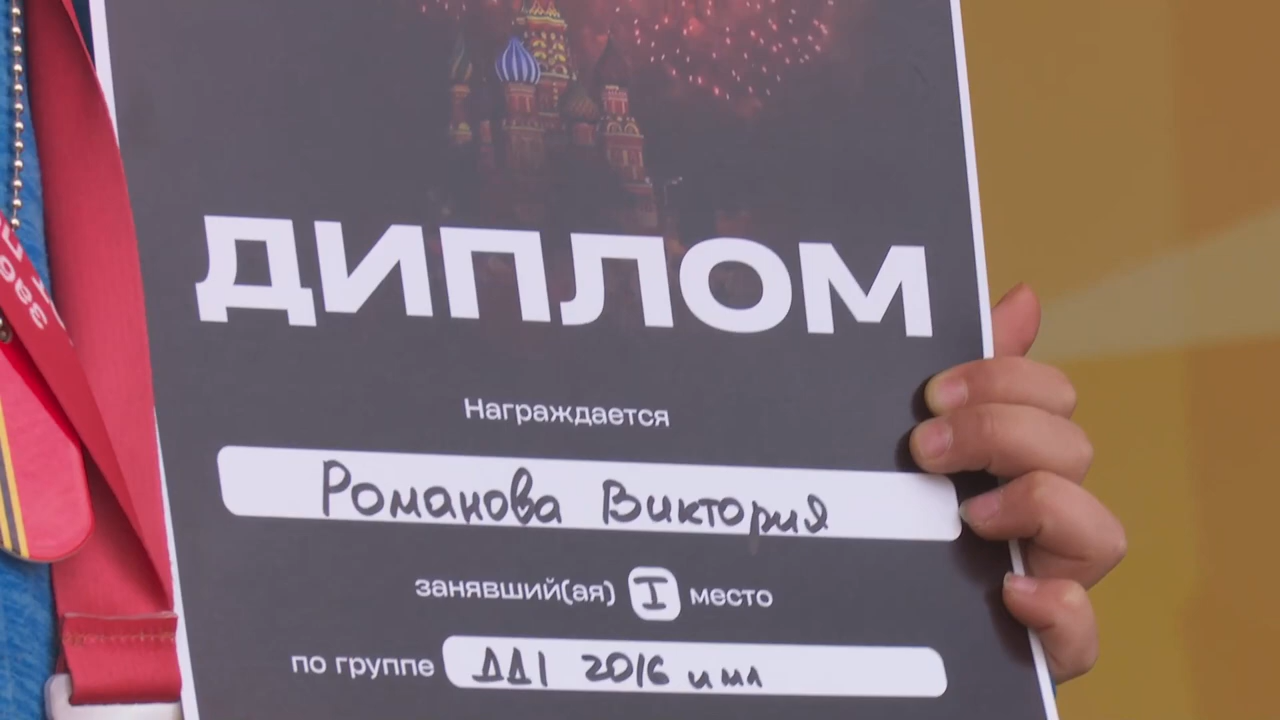 ДИПЛОМ
Награждается
Романова Виктория
занявший(ая) I место
по группе ДД1 2016 и мл